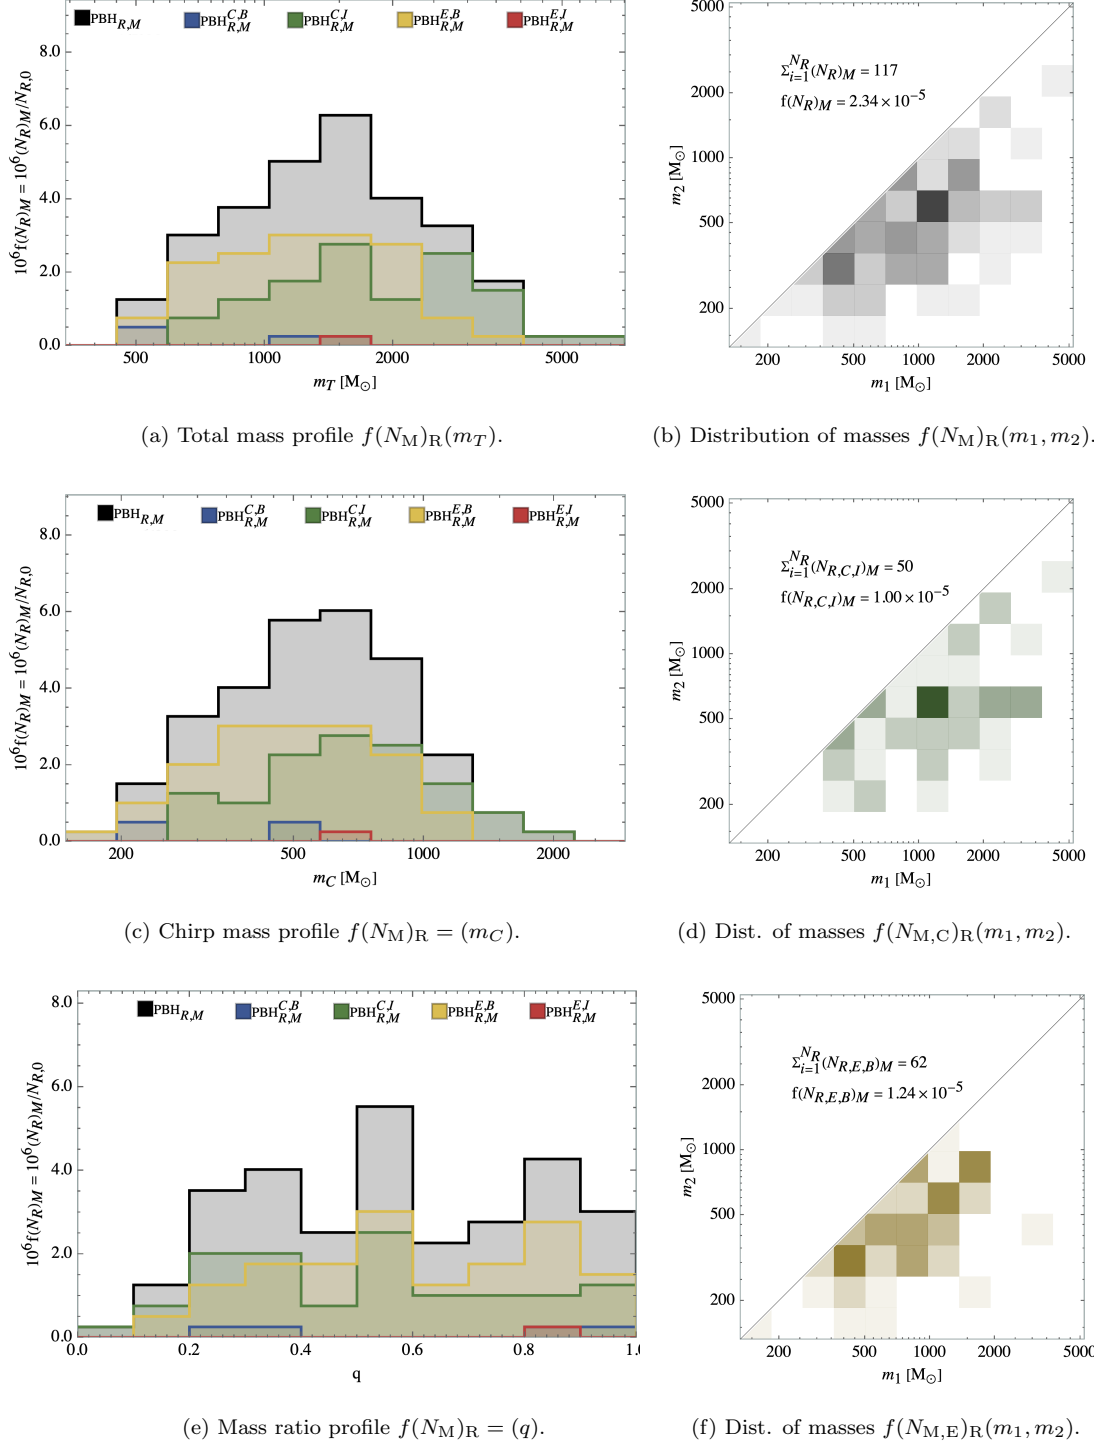 PBH_{R,M} PBH^{C,B}_{R,M} PBH^{C,I}_{R,M} PBH^{E,B}_{R,M} PBH^{E,I}_{R,M}
10^6 f(N_R)_M = 10^6 (N_R)_M/N_{R,0}
8.0
6.0
4.0
2.0
0.0
500 1000 2000 5000
m_T [M_⊙]
(a) Total mass profile f(N_M)_R(m_T).
Σ^{N_R}_{i=1}(N_R)_M = 117
f(N_R)_M = 2.34 × 10^{-5}
m_2 [M_⊙]
5000
2000
1000
500
200
200 500 1000 2000 5000
m_1 [M_⊙]
(b) Distribution of masses f(N_M)_R(m_1, m_2).
PBH_{R,M} PBH^{C,B}_{R,M} PBH^{C,I}_{R,M} PBH^{E,B}_{R,M} PBH^{E,I}_{R,M}
10^6 f(N_R)_M = 10^6 (N_R)_M/N_{R,0}
8.0
6.0
4.0
2.0
0.0
200 500 1000 2000
m_C [M_⊙]
(c) Chirp mass profile f(N_M)_R = (m_C).
Σ^{N_R}_{i=1}(N_{R,C,I})_M = 50
f(N_{R,C,I})_M = 1.00 × 10^{-5}
m_2 [M_⊙]
5000
2000
1000
500
200
200 500 1000 2000 5000
m_1 [M_⊙]
(d) Dist. of masses f(N_{M,C})_R(m_1, m_2).
PBH_{R,M} PBH^{C,B}_{R,M} PBH^{C,I}_{R,M} PBH^{E,B}_{R,M} PBH^{E,I}_{R,M}
10^6 f(N_R)_M = 10^6 (N_R)_M/N_{R,0}
8.0
6.0
4.0
2.0
0.0
0.0 0.2 0.4 0.6 0.8 1.0
q
(e) Mass ratio profile f(N_M)_R = (q).
Σ^{N_R}_{i=1}(N_{R,E,B})_M = 62
f(N_{R,E,B})_M = 1.24 × 10^{-5}
m_2 [M_⊙]
5000
2000
1000
500
200
200 500 1000 2000 5000
m_1 [M_⊙]
(f) Dist. of masses f(N_{M,E})_R(m_1, m_2).